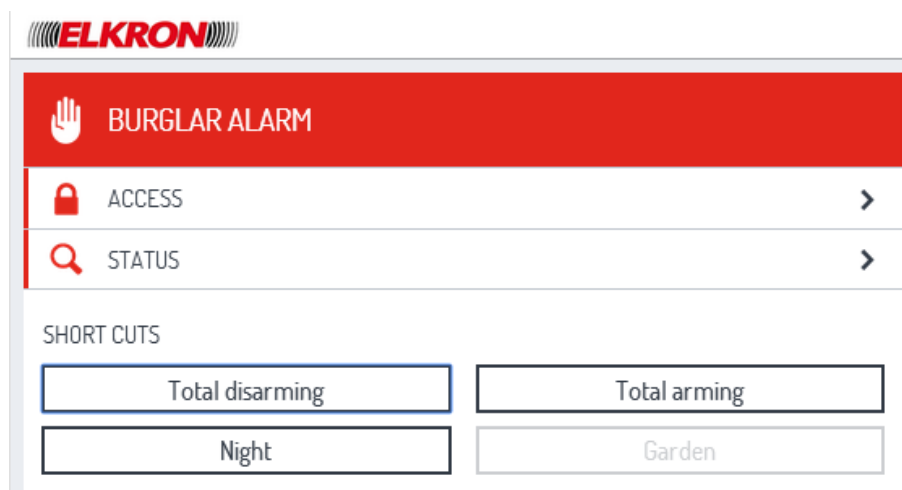 ELKRON
BURGLAR ALARM
ACCESS
STATUS
SHORT CUTS
Total disarming
Total arming
Night
Garden